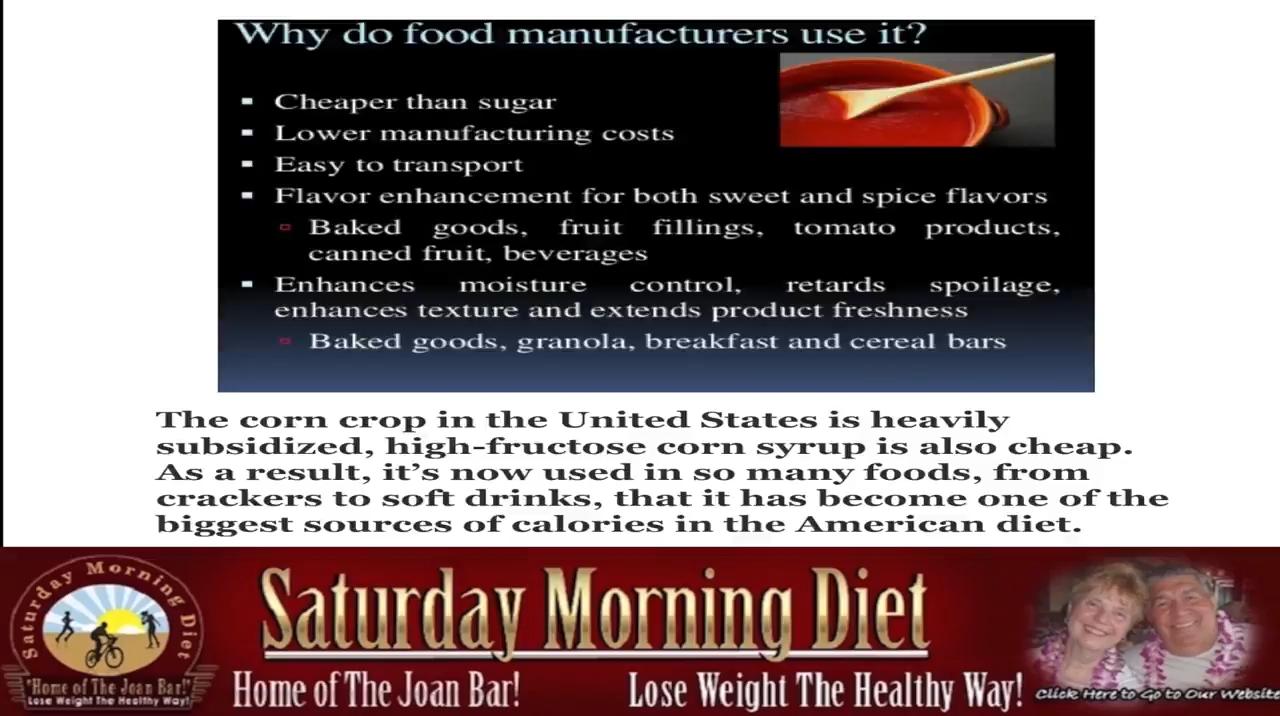 Why do food manufacturers use it?
▪ Cheaper than sugar
▪ Lower manufacturing costs
▪ Easy to transport
▪ Flavor enhancement for both sweet and spice flavors
▫ Baked goods, fruit fillings, tomato products,
canned fruit, beverages
▪ Enhances moisture control, retards spoilage,
enhances texture and extends product freshness
▫ Baked goods, granola, breakfast and cereal bars
The corn crop in the United States is heavily
subsidized, high-fructose corn syrup is also cheap.
As a result, it’s now used in so many foods, from
crackers to soft drinks, that it has become one of the
biggest sources of calories in the American diet.
Saturday Morning Diet
"Home of The Joan Bar!"
Lose Weight The Healthy Way!
Saturday Morning Diet
Home of The Joan Bar! Lose Weight The Healthy Way!
Click Here to Go to Our Website